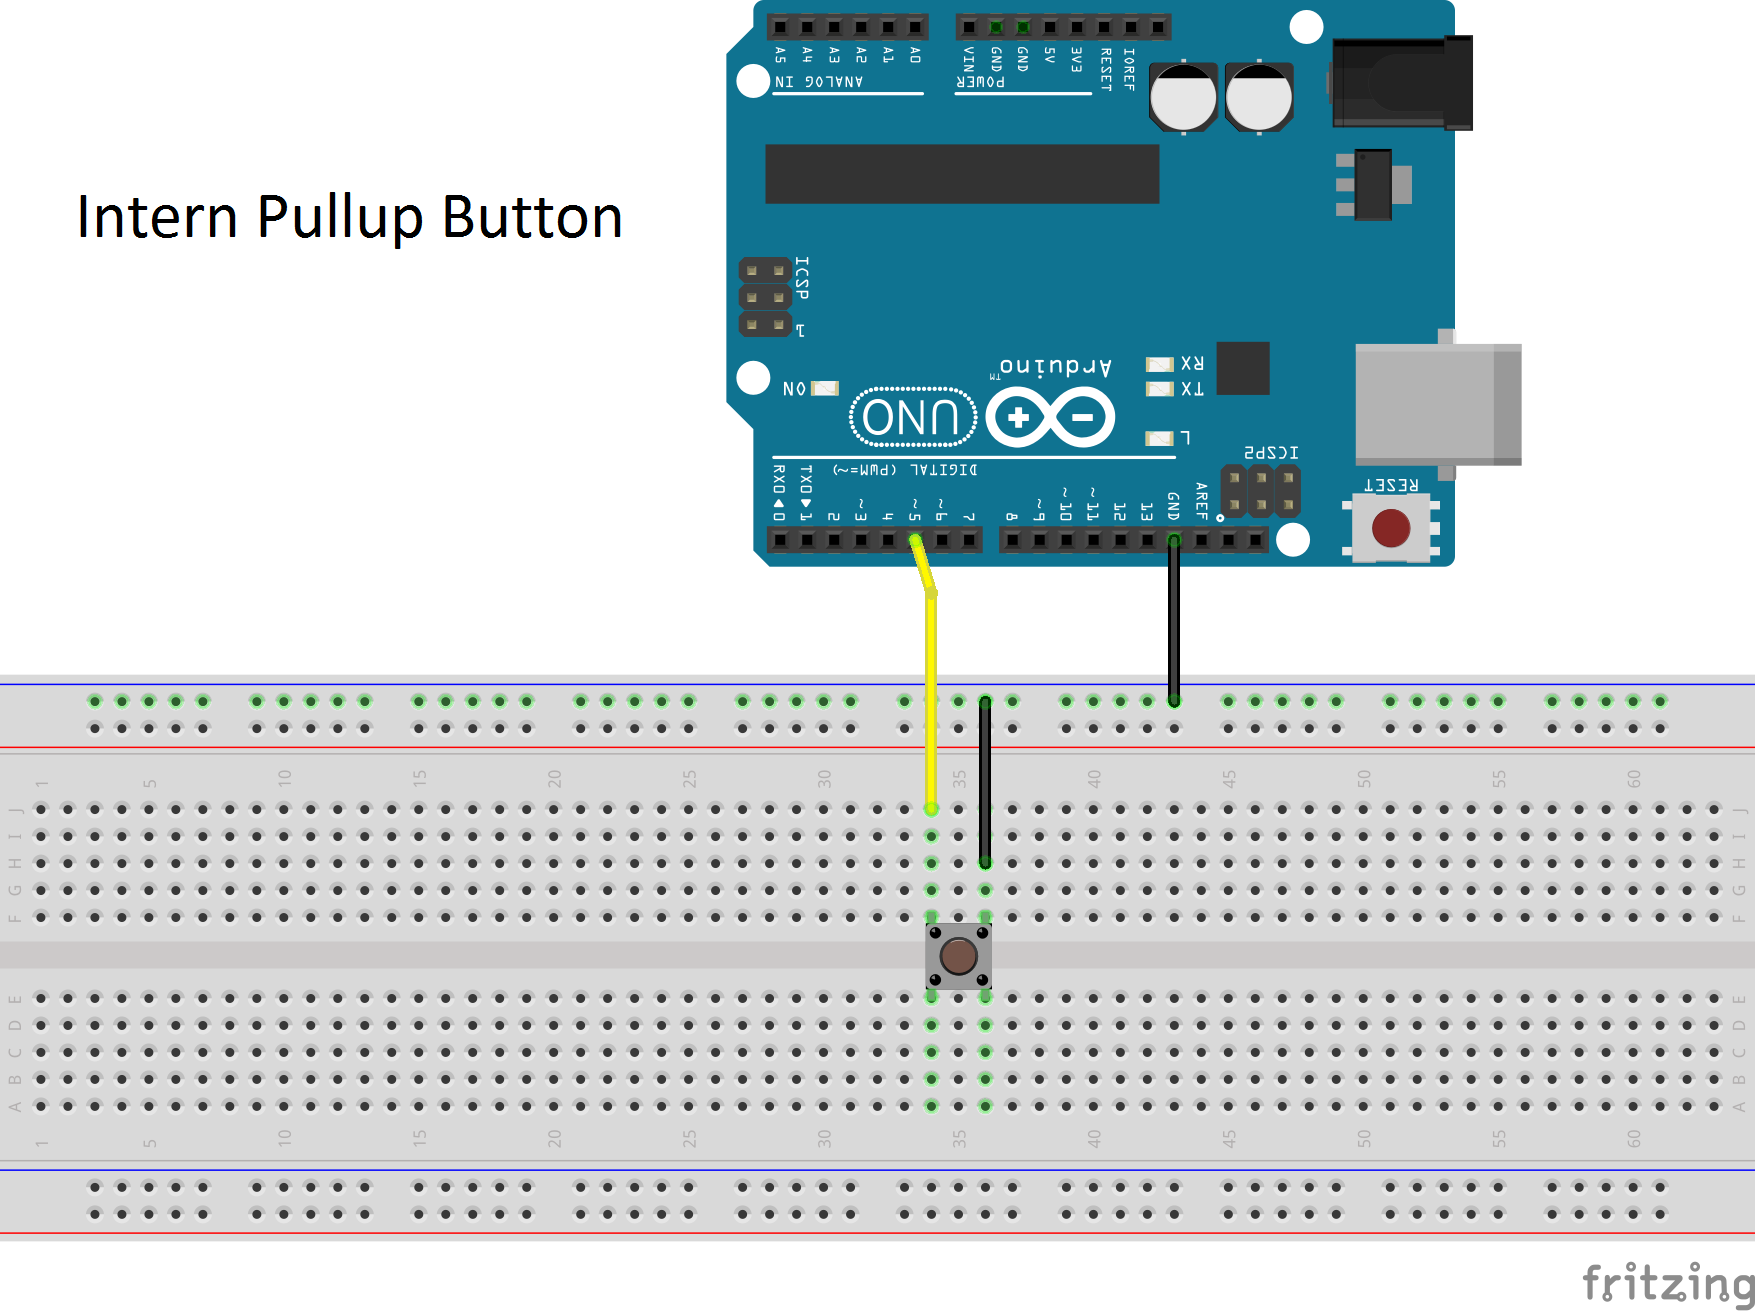 Intern Pullup Button
A5 A4 A3 A2 A1 A0
ANALOG IN
VIN GND GND 5V 3V3 RESET IOREF
POWER
ICSP
1
ON
UNO
Arduino™
RX
TX
L
ICSP2
RESET
DIGITAL (PWM=~)
RX0◀0 TX0▶1 2 ~3 4 ~5 ~6 7
8 ~9 ~10 ~11 12 13 GND AREF
1 5 10 15 20 25 30 35 40 45 50 55 60
J J
I I
H H
G G
F F
E E
D D
C C
B B
A A
1 5 10 15 20 25 30 35 40 45 50 55 60
fritzing